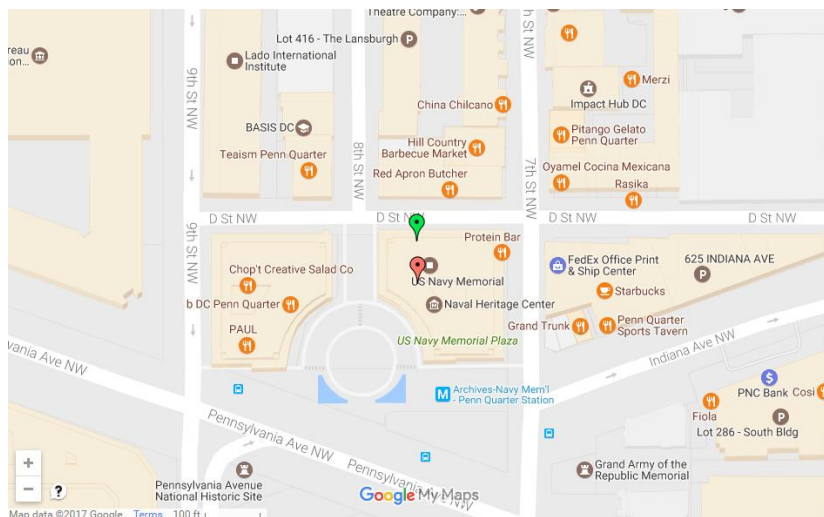 Theatre Company:...
7th St NW
Lot 416 - The Lansburgh
reau
on...
Lado International
Institute
9th St NW
Merzi
Impact Hub DC
China Chilcano
BASIS DC
Pitango Gelato
Penn Quarter
Hill Country
Barbecue Market
Teaism Penn Quarter
8th St NW
7th St NW
Oyamel Cocina Mexicana
Red Apron Butcher
Rasika
D St NW
D St NW
D St NW
D St NW
9th St NW
Protein Bar
FedEx Office Print
& Ship Center
625 INDIANA AVE
Chop't Creative Salad Co
US Navy Memorial
Starbucks
b DC Penn Quarter
Naval Heritage Center
Grand Trunk
Penn Quarter
Sports Tavern
PAUL
US Navy Memorial Plaza
Indiana Ave NW
vania Ave NW
M
Archives-Navy Mem'l
- Penn Quarter Station
$
PNC Bank
Cosi
Fiola
Lot 286 - South Bldg
Pennsylvania Ave NW
Pennsylvania Ave NW
+
−
?
Pennsylvania Avenue
National Historic Site
Grand Army of the
Republic Memorial
Google My Maps
Map data ©2017 Google Terms 100 ft